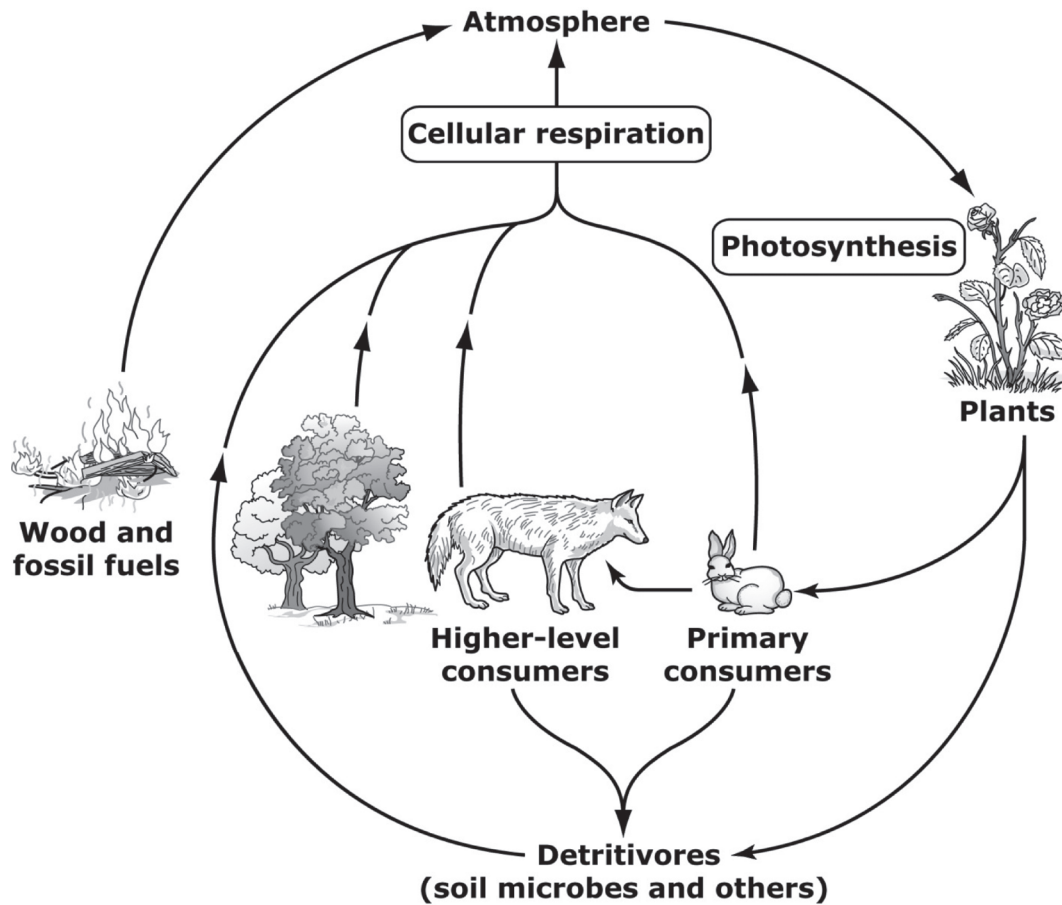 Atmosphere
Cellular respiration
Photosynthesis
Plants
Wood and
fossil fuels
Higher-level
consumers
Primary
consumers
Detritivores
(soil microbes and others)